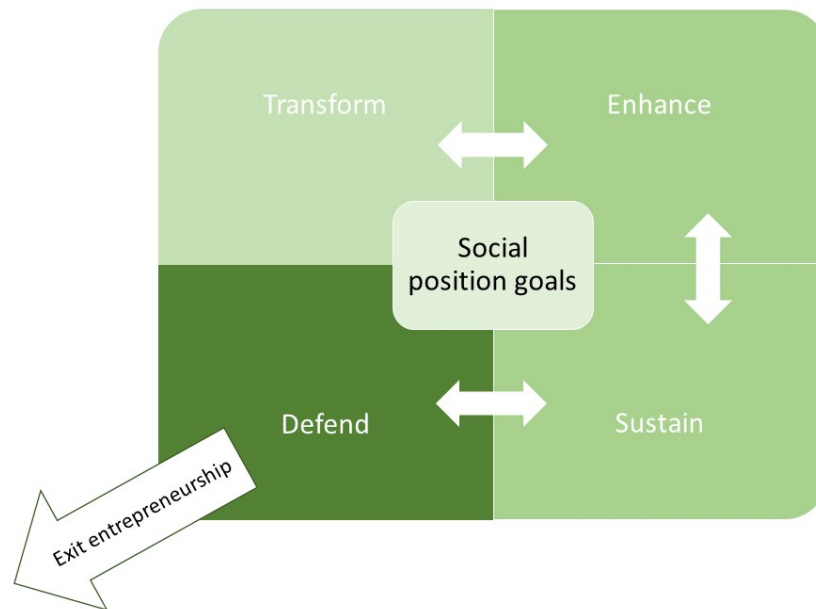 Transform
Enhance
Social
position goals
Defend
Sustain
Exit entrepreneurship